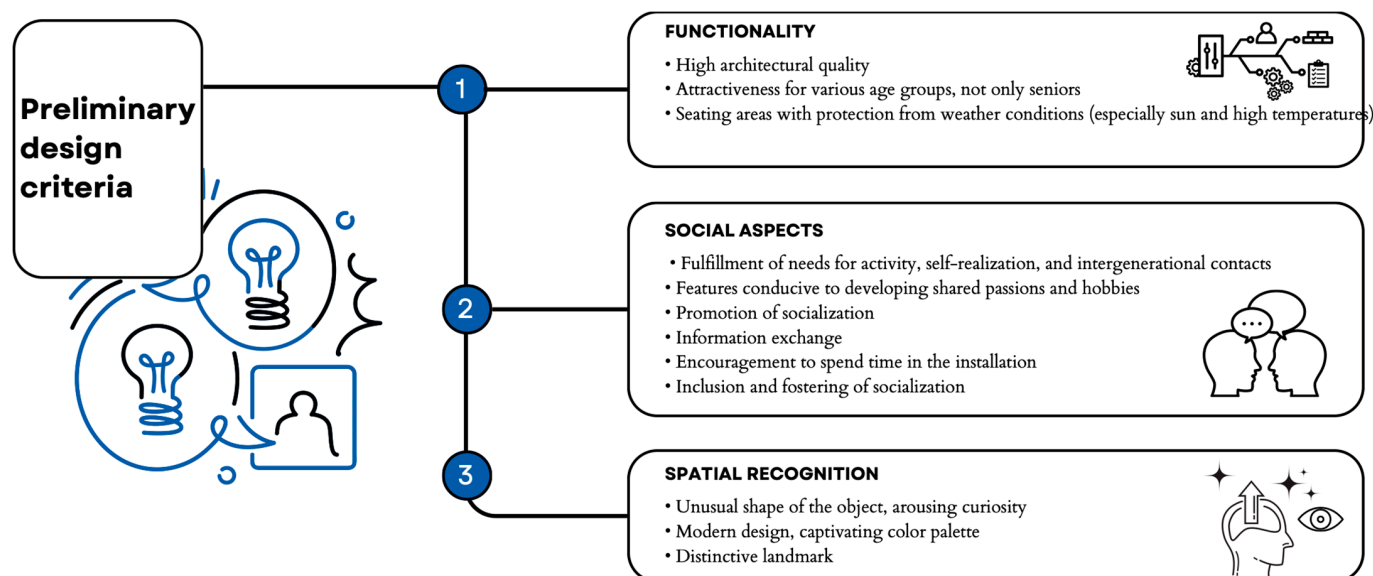 Preliminary
design
criteria
1
FUNCTIONALITY
• High architectural quality
• Attractiveness for various age groups, not only seniors
• Seating areas with protection from weather conditions (especially sun and high temperatures)
2
SOCIAL ASPECTS
• Fulfillment of needs for activity, self-realization, and intergenerational contacts
• Features conducive to developing shared passions and hobbies
• Promotion of socialization
• Information exchange
• Encouragement to spend time in the installation
• Inclusion and fostering of socialization
3
SPATIAL RECOGNITION
• Unusual shape of the object, arousing curiosity
• Modern design, captivating color palette
• Distinctive landmark